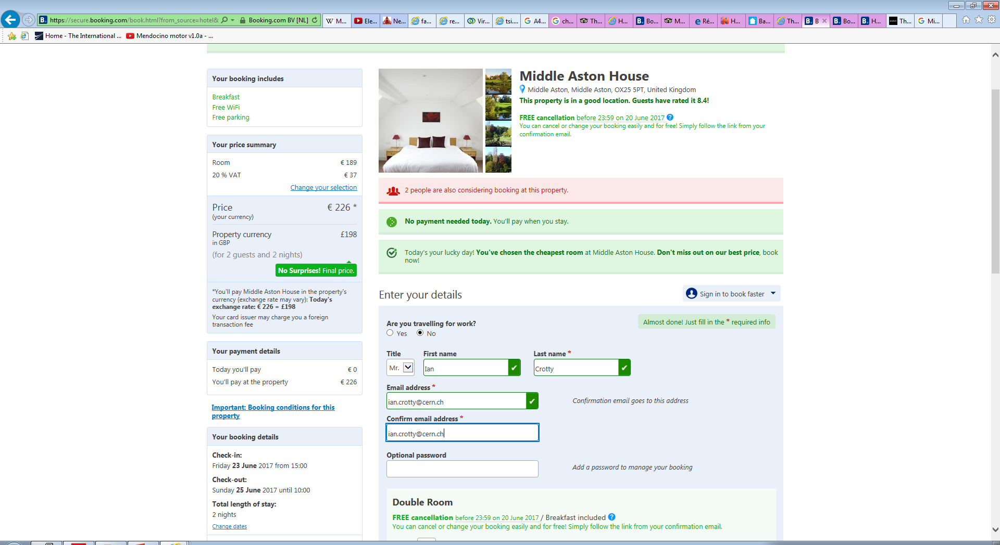 https://secure.booking.com/book.html?from_source=hotel&
Booking.com BV [NL]
W M...
Ele...
Ne...
fa...
re...
Vir...
tsi....
A4...
ch...
Th...
H...
Bo...
M...
Ré...
H...
Ba...
Th...
B
Bo...
H...
Th...
Mi...
Home - The International ...
Mendocino motor v1.0a - ...
Your booking includes
Breakfast
Free WiFi
Free parking
Your price summary
Room € 189
20 % VAT € 37
Change your selection
Price € 226 *
(your currency)
Property currency £198
in GBP
(for 2 guests and 2 nights)
No Surprises! Final price.
*You'll pay Middle Aston House in the property's
currency (exchange rate may vary): Today's
exchange rate: € 226 = £198
Your card issuer may charge you a foreign
transaction fee
Your payment details
Today you'll pay € 0
You'll pay at the property € 226
Important: Booking conditions for this
property
Your booking details
Check-in:
Friday 23 June 2017 from 15:00
Check-out:
Sunday 25 June 2017 until 10:00
Total length of stay:
2 nights
Change dates
Middle Aston House
Middle Aston, Middle Aston, OX25 5PT, United Kingdom
This property is in a good location. Guests have rated it 8.4!
FREE cancellation before 23:59 on 20 June 2017 ?
You can cancel or change your booking easily and for free! Simply follow the link from your
confirmation email.
2 people are also considering booking at this property.
No payment needed today. You'll pay when you stay.
Today's your lucky day! You've chosen the cheapest room at Middle Aston House. Don't miss out on our best price, book
now!
Enter your details
Sign in to book faster
Are you travelling for work?
Yes No
Almost done! Just fill in the * required info
Title First name Last name *
Mr. Ian Crotty
Email address *
ian.crotty@cern.ch
Confirmation email goes to this address
Confirm email address *
ian.crotty@cern.ch
Optional password
Add a password to manage your booking
Double Room
FREE cancellation before 23:59 on 20 June 2017 / Breakfast included ?
You can cancel or change your booking easily and for free! Simply follow the link from your confirmation email.